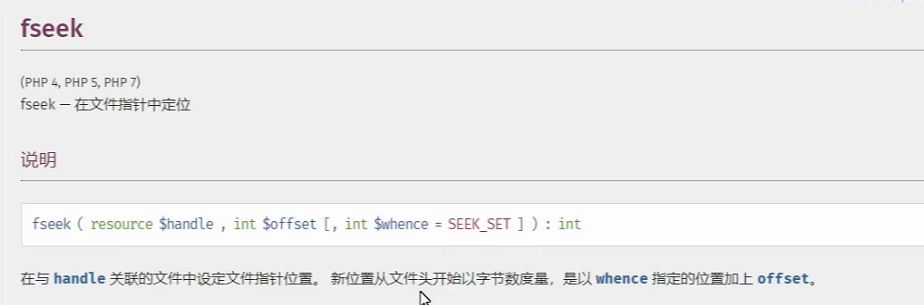 fseek
(PHP 4, PHP 5, PHP 7)
fseek — 在文件指针中定位
说明
fseek ( resource $handle , int $offset [, int $whence = SEEK_SET ] ) : int
在与 handle 关联的文件中设定文件指针位置。 新位置从文件头开始以字节数度量，是以 whence 指定的位置加上 offset。